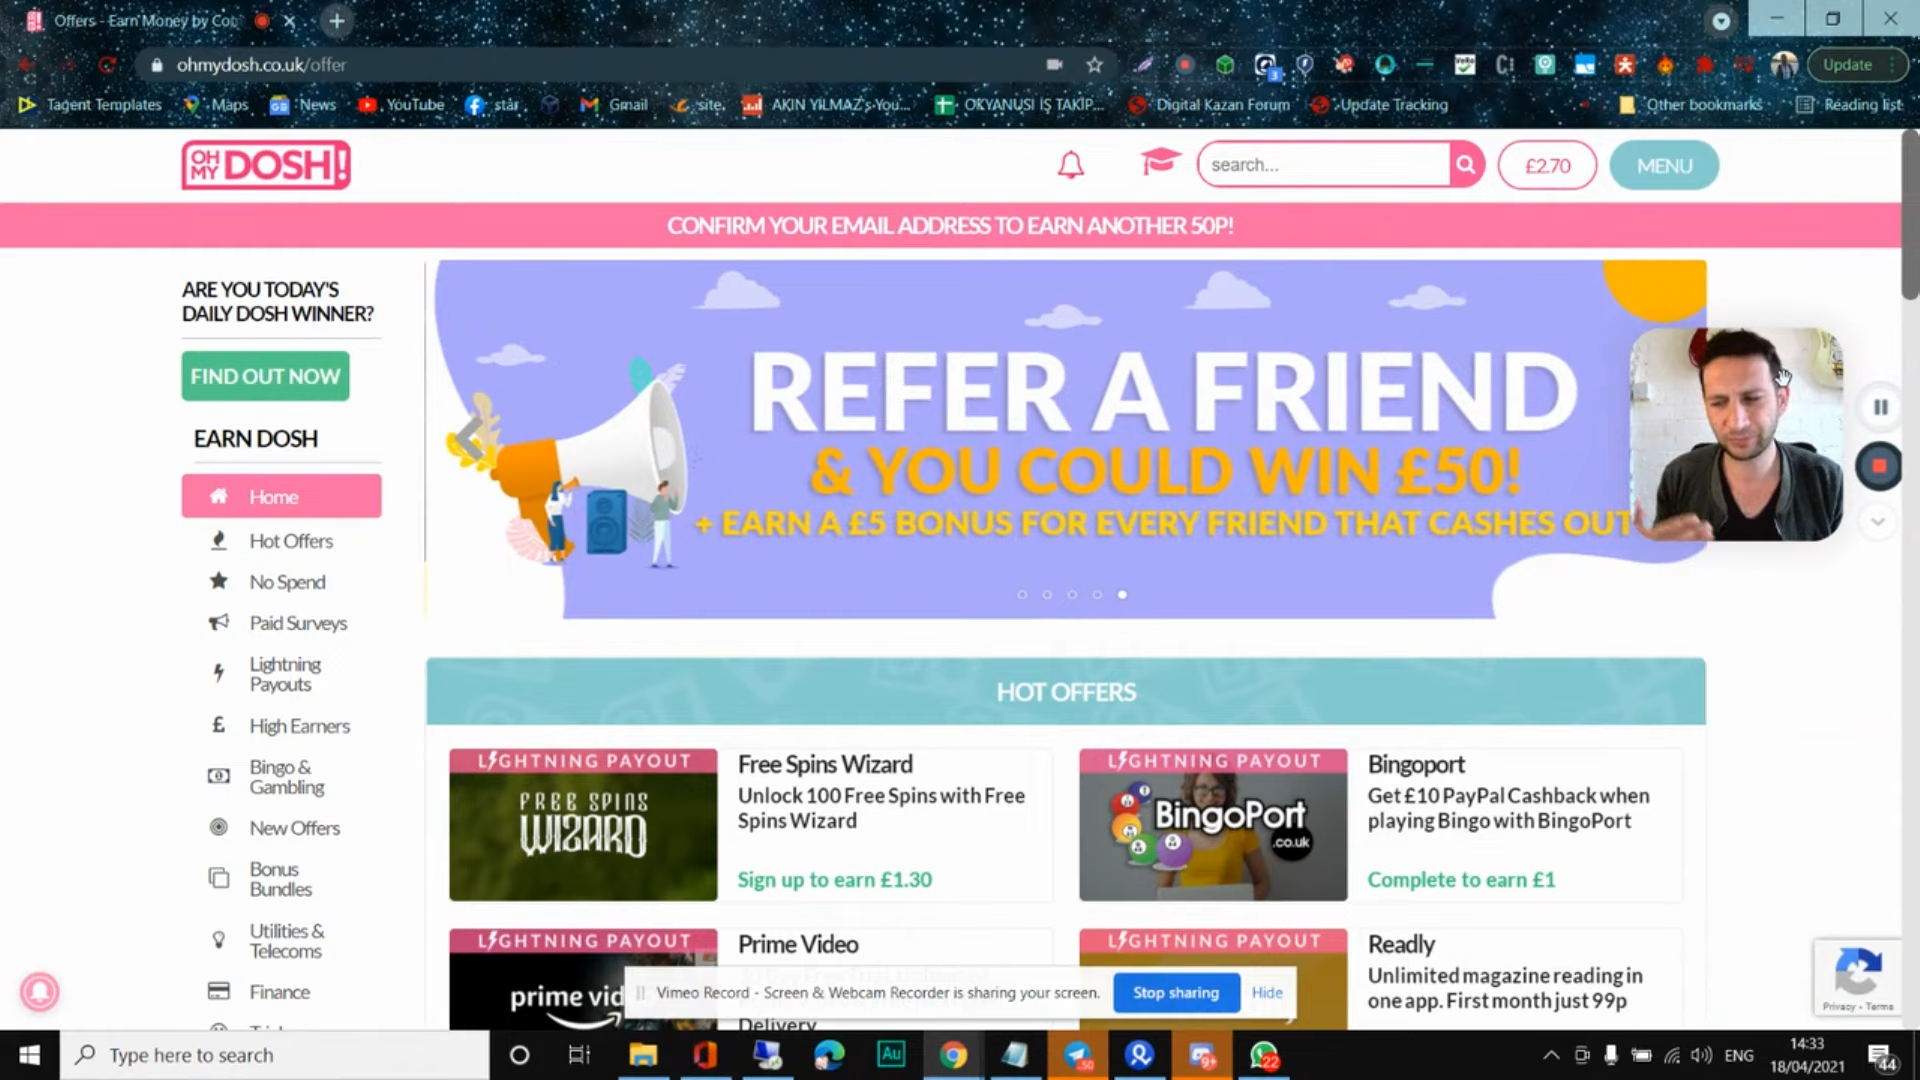 Offers - Earn Money by Co
ohmydosh.co.uk/offer
Update
Tagent Templates
Maps
News
YouTube
står
Gmail
site.
AKIN YILMAZ's You...
OKYANUSI İŞ TAKİP...
Digital Kazan Forum
Update Tracking
Other bookmarks
Reading list
OH MY DOSH!
search...
£2.70
MENU
CONFIRM YOUR EMAIL ADDRESS TO EARN ANOTHER 50P!
ARE YOU TODAY'S
DAILY DOSH WINNER?
FIND OUT NOW
EARN DOSH
Home
Hot Offers
No Spend
Paid Surveys
Lightning
Payouts
High Earners
Bingo &
Gambling
New Offers
Bonus
Bundles
Utilities &
Telecoms
Finance
REFER A FRIEND
& YOU COULD WIN £50!
+ EARN A £5 BONUS FOR EVERY FRIEND THAT CASHES OUT
HOT OFFERS
LIGHTNING PAYOUT
FREE SPINS
WIZARD
Free Spins Wizard
Unlock 100 Free Spins with Free
Spins Wizard
Sign up to earn £1.30
LIGHTNING PAYOUT
BingoPort
.co.uk
Bingoport
Get £10 PayPal Cashback when
playing Bingo with BingoPort
Complete to earn £1
LIGHTNING PAYOUT
prime vid
Prime Video
Delivery
LIGHTNING PAYOUT
Readly
Unlimited magazine reading in
one app. First month just 99p
Vimeo Record - Screen & Webcam Recorder is sharing your screen.
Stop sharing
Hide
Privacy - Terms
Type here to search
Au
9+
22
ENG
14:33
18/04/2021
44